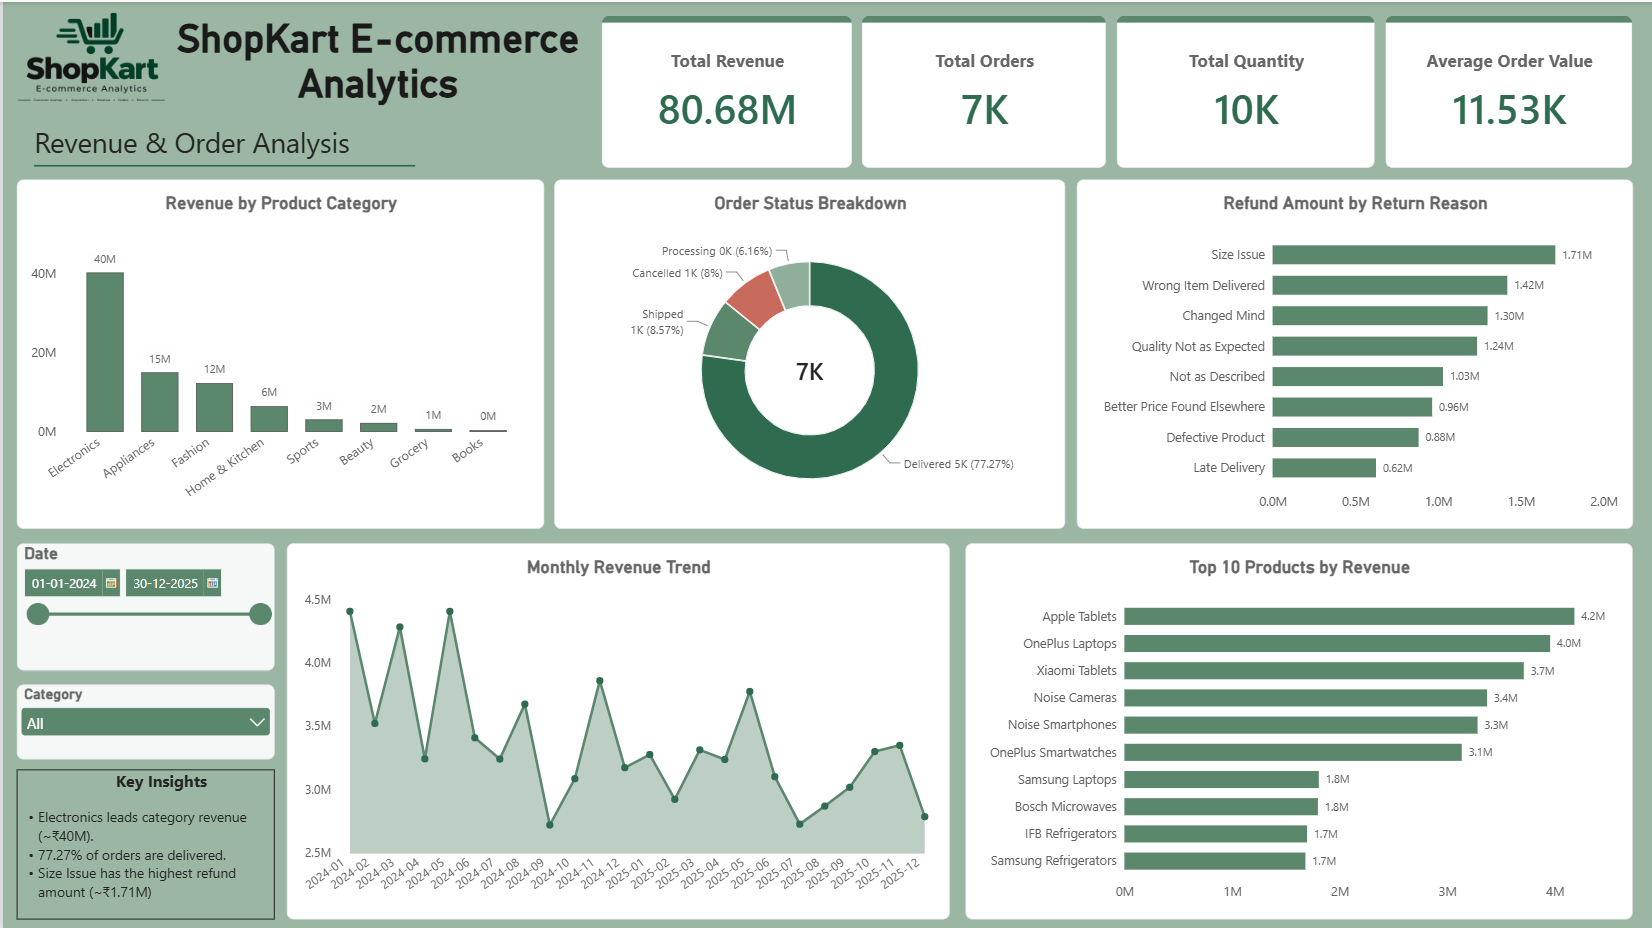 ShopKart
E-commerce Analytics
ShopKart E-commerce
Analytics
Revenue & Order Analysis
Total Revenue
80.68M
Total Orders
7K
Total Quantity
10K
Average Order Value
11.53K
Revenue by Product Category
40M
20M
0M
40M
15M
12M
6M
3M
2M
1M
0M
Electronics
Appliances
Fashion
Home & Kitchen
Sports
Beauty
Grocery
Books
Order Status Breakdown
Processing 0K (6.16%)
Cancelled 1K (8%)
Shipped
1K (8.57%)
7K
Delivered 5K (77.27%)
Refund Amount by Return Reason
Size Issue 1.71M
Wrong Item Delivered 1.42M
Changed Mind 1.30M
Quality Not as Expected 1.24M
Not as Described 1.03M
Better Price Found Elsewhere 0.96M
Defective Product 0.88M
Late Delivery 0.62M
0.0M 0.5M 1.0M 1.5M 2.0M
Date
01-01-2024 30-12-2025
Category
All
Key Insights
• Electronics leads category revenue
(~₹40M).
• 77.27% of orders are delivered.
• Size Issue has the highest refund
amount (~₹1.71M)
Monthly Revenue Trend
4.5M
4.0M
3.5M
3.0M
2.5M
2024-01
2024-02
2024-03
2024-04
2024-05
2024-06
2024-07
2024-08
2024-09
2024-10
2024-11
2024-12
2025-01
2025-02
2025-03
2025-04
2025-05
2025-06
2025-07
2025-08
2025-09
2025-10
2025-11
2025-12
Top 10 Products by Revenue
Apple Tablets 4.2M
OnePlus Laptops 4.0M
Xiaomi Tablets 3.7M
Noise Cameras 3.4M
Noise Smartphones 3.3M
OnePlus Smartwatches 3.1M
Samsung Laptops 1.8M
Bosch Microwaves 1.8M
IFB Refrigerators 1.7M
Samsung Refrigerators 1.7M
0M 1M 2M 3M 4M